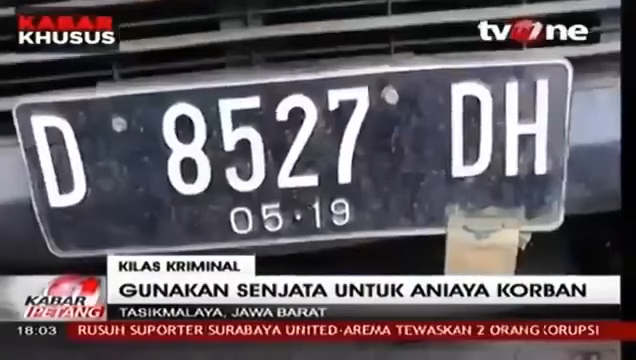 KABAR
KHUSUS
tvOne
D 8527 DH
05·19
KILAS KRIMINAL
GUNAKAN SENJATA UNTUK ANIAYA KORBAN
TASIKMALAYA, JAWA BARAT
KABAR
PETANG
18:03 RUSUH SUPORTER SURABAYA UNITED-AREMA TEWASKAN 2 ORANG KORUPSI